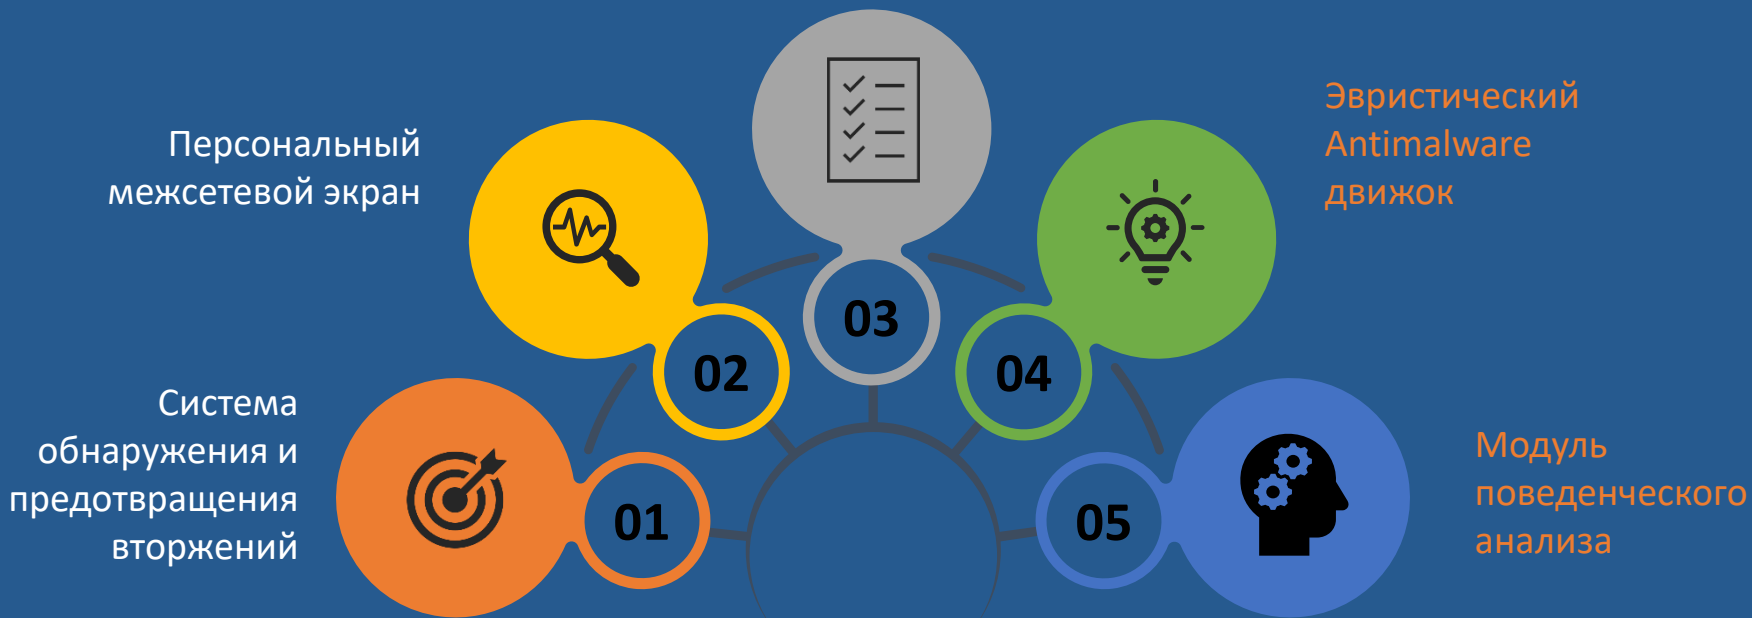 Система
обнаружения и
предотвращения
вторжений
01
Персональный
межсетевой экран
02
03
Эвристический
Antimalware
движок
04
Модуль
поведенческого
анализа
05